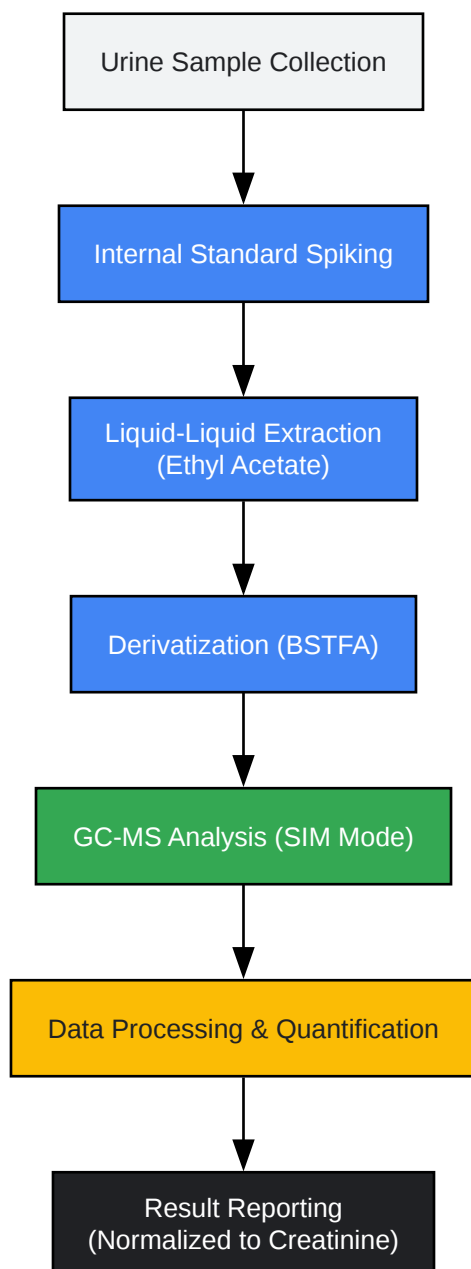 Urine Sample Collection
Internal Standard Spiking
Liquid-Liquid Extraction
(Ethyl Acetate)
Derivatization (BSTFA)
GC-MS Analysis (SIM Mode)
Data Processing & Quantification
Result Reporting
(Normalized to Creatinine)